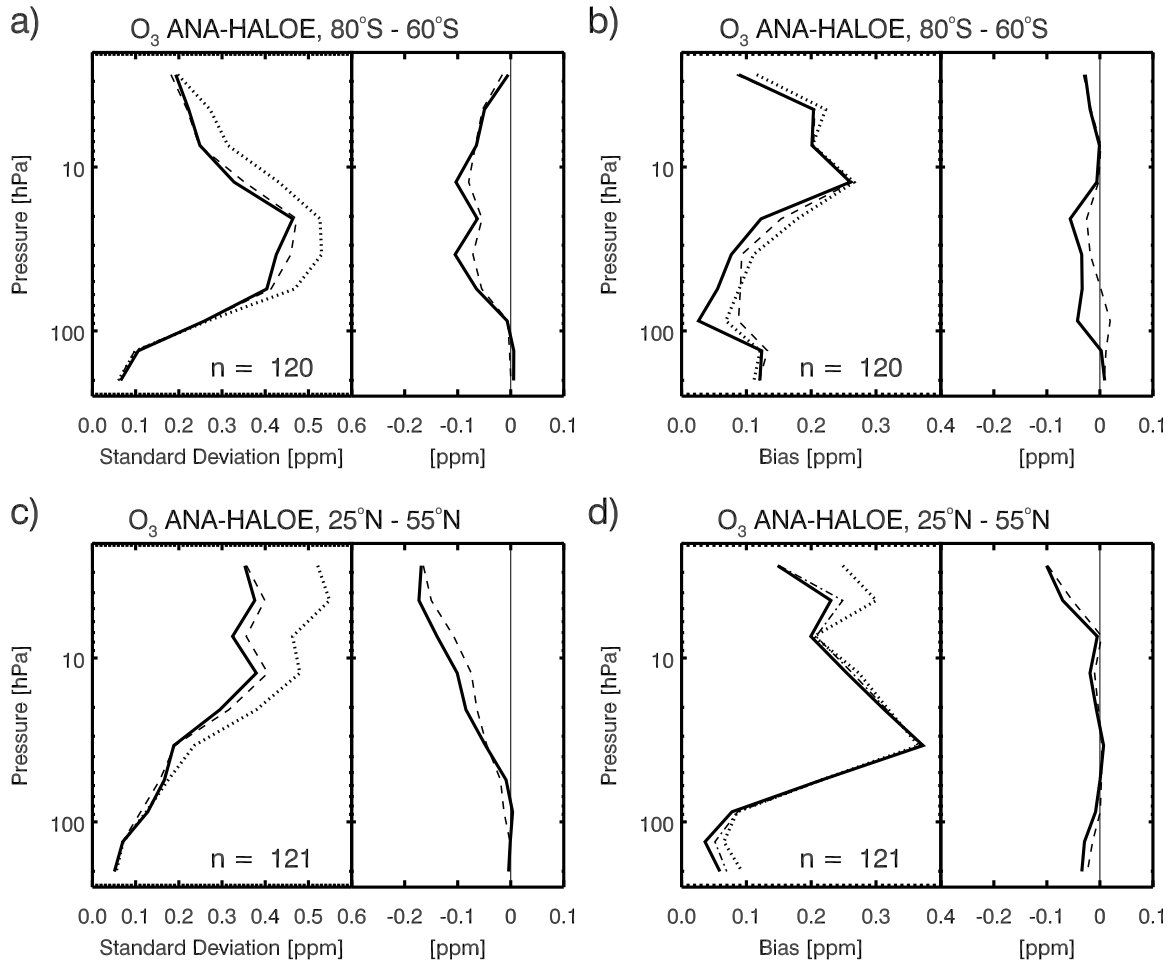 a)
O₃ ANA-HALOE, 80°S - 60°S
Pressure [hPa]
10
100
n = 120
0.0 0.1 0.2 0.3 0.4 0.5 0.6 -0.2 -0.1 0 0.1
Standard Deviation [ppm] [ppm]
b)
O₃ ANA-HALOE, 80°S - 60°S
Pressure [hPa]
10
100
n = 120
0.0 0.1 0.2 0.3 0.4 -0.2 -0.1 0 0.1
Bias [ppm] [ppm]
c)
O₃ ANA-HALOE, 25°N - 55°N
Pressure [hPa]
10
100
n = 121
0.0 0.1 0.2 0.3 0.4 0.5 0.6 -0.2 -0.1 0 0.1
Standard Deviation [ppm] [ppm]
d)
O₃ ANA-HALOE, 25°N - 55°N
Pressure [hPa]
10
100
n = 121
0.0 0.1 0.2 0.3 0.4 -0.2 -0.1 0 0.1
Bias [ppm] [ppm]